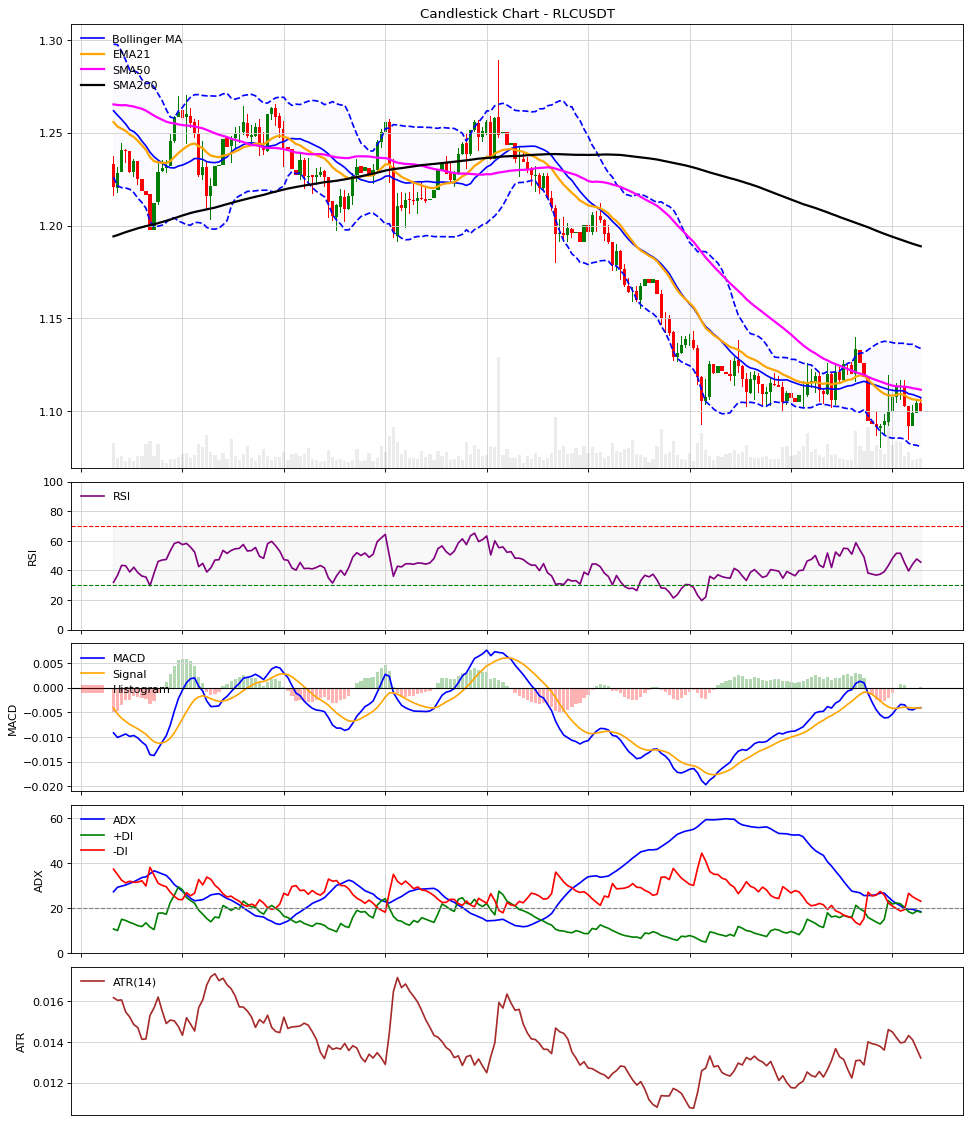 Candlestick Chart - RLCUSDT
Bollinger MA
EMA21
SMA50
SMA200
1.30
1.25
1.20
1.15
1.10
RSI
100
80
60
40
20
0
RSI
MACD
Signal
Histogram
0.005
0.000
−0.005
−0.010
−0.015
−0.020
MACD
ADX
+DI
-DI
60
40
20
0
ADX
ATR(14)
0.016
0.014
0.012
ATR